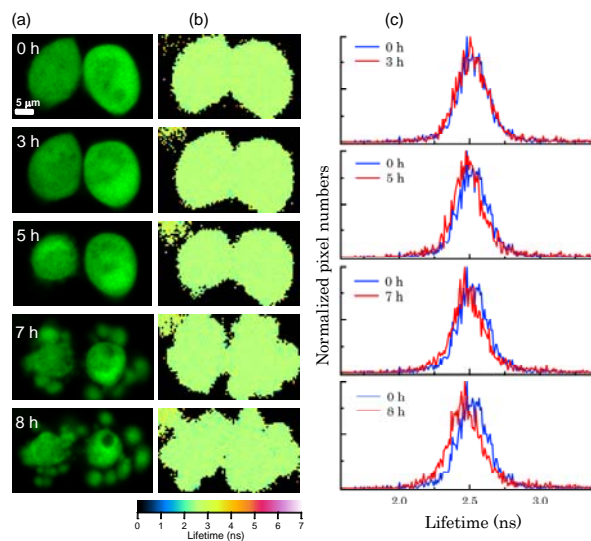 (a) (b) (c)
0 h
5 μm
3 h
5 h
7 h
8 h
0 1 2 3 4 5 6 7
Lifetime (ns)
Normalized pixel numbers
0 h
3 h
0 h
5 h
0 h
7 h
0 h
8 h
2.0 2.5 3.0
Lifetime (ns)